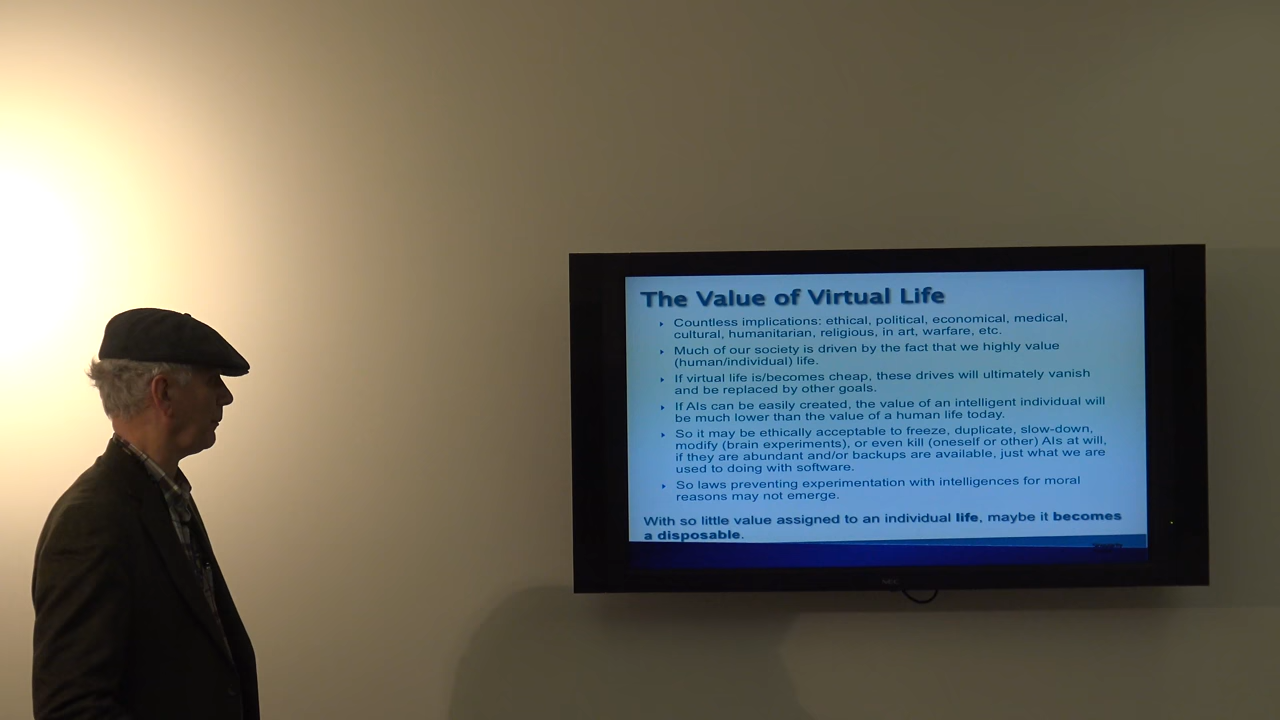 The Value of Virtual Life
Countless implications: ethical, political, economical, medical,
cultural, humanitarian, religious, in art, warfare, etc.
Much of our society is driven by the fact that we highly value
(human/individual) life.
If virtual life is/becomes cheap, these drives will ultimately vanish
and be replaced by other goals.
If AIs can be easily created, the value of an intelligent individual will
be much lower than the value of a human life today.
So it may be ethically acceptable to freeze, duplicate, slow-down,
modify (brain experiments), or even kill (oneself or other) AIs at will,
if they are abundant and/or backups are available, just what we are
used to doing with software.
So laws preventing experimentation with intelligences for moral
reasons may not emerge.
With so little value assigned to an individual life, maybe it becomes
a disposable.
NEC